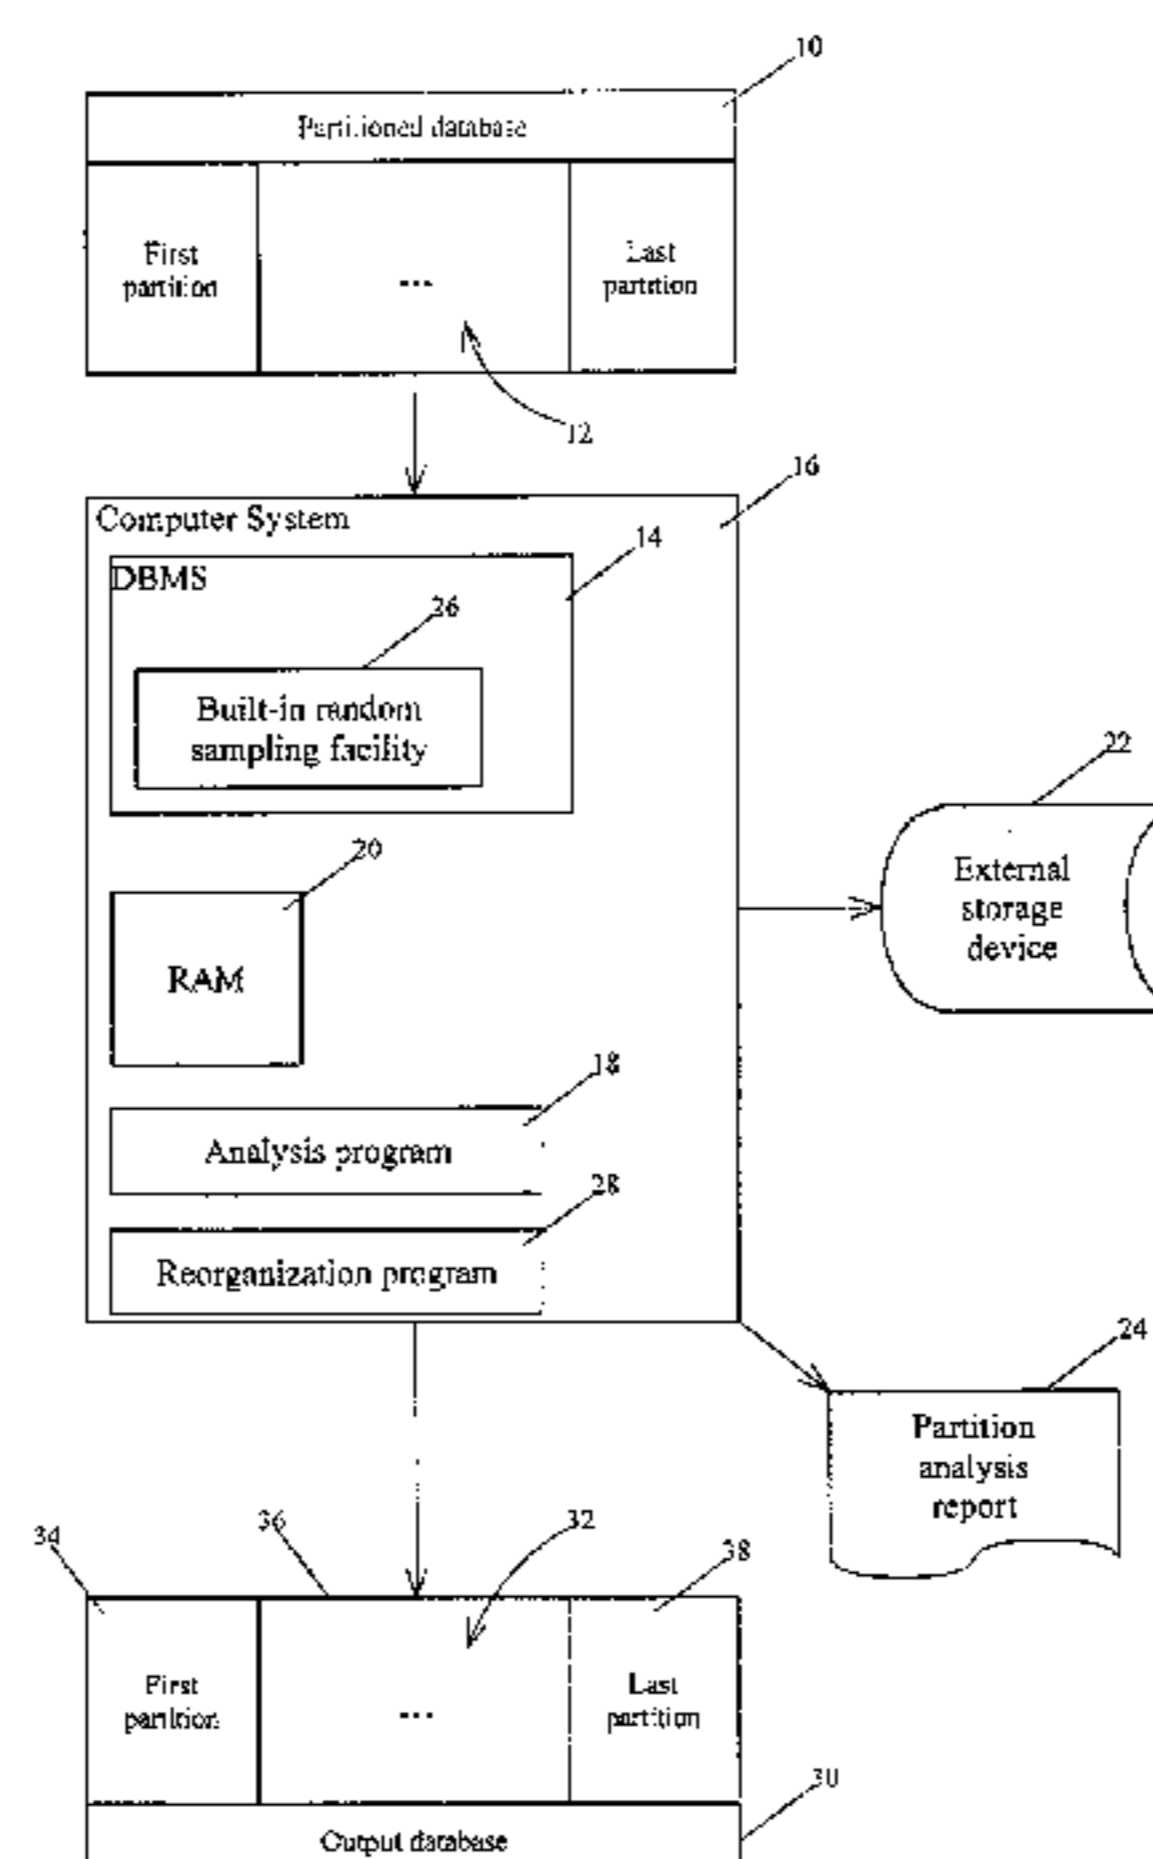 10
Partitioned database
First
partition
...
Last
partition
12
16
Computer System
14
DBMS
26
Built-in random
sampling facility
22
External
storage
device
20
RAM
18
Analysis program
28
Reorganization program
24
Partition
analysis
report
34
36
32
38
First
partition
...
Last
partition
30
Output database